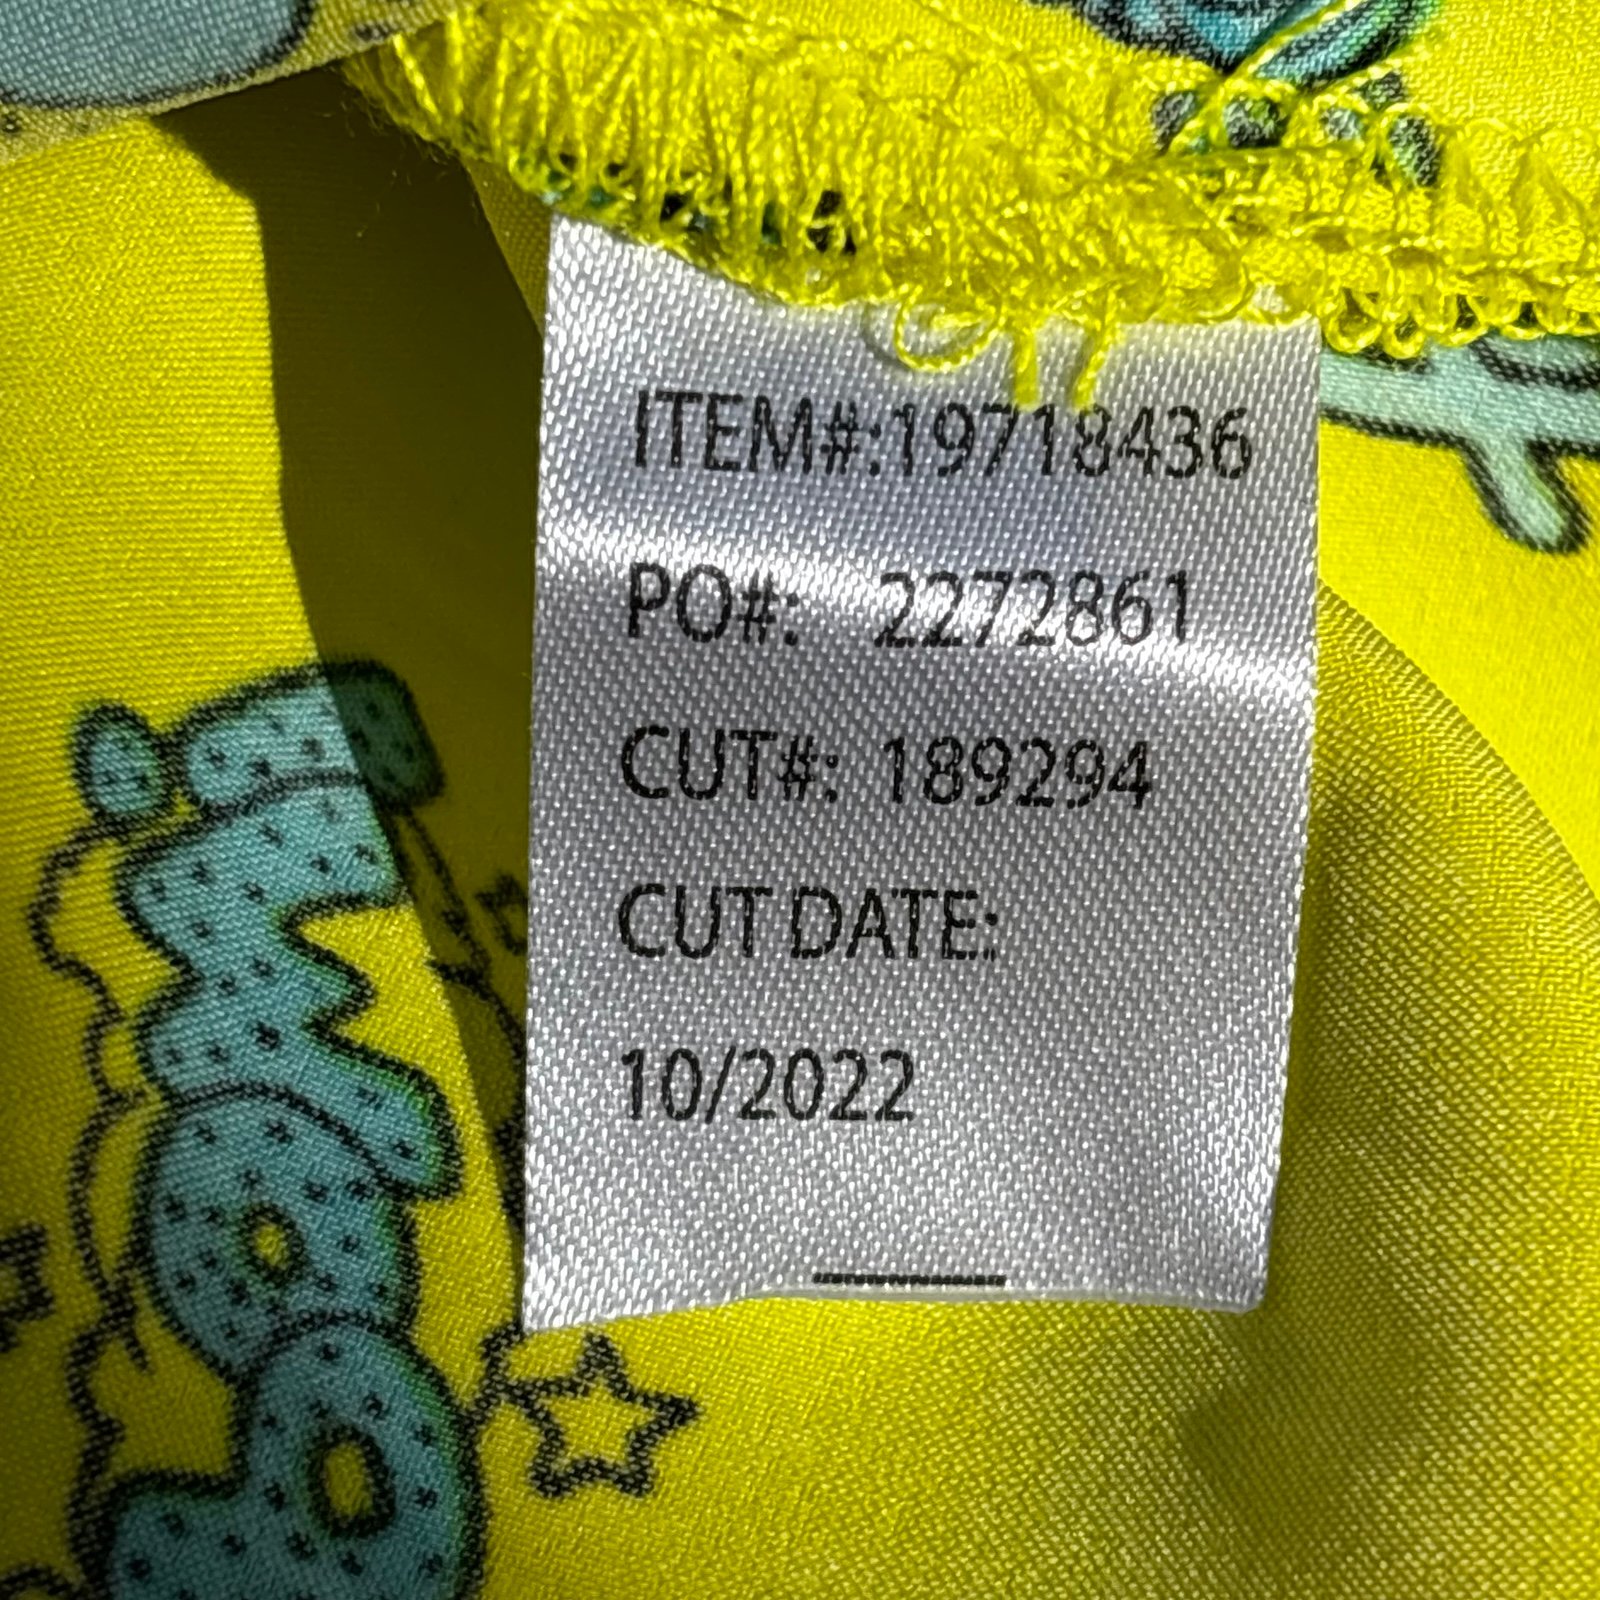 ITEM#:19718436
PO#: 2272861
CUT#: 189294
CUT DATE:
10/2022